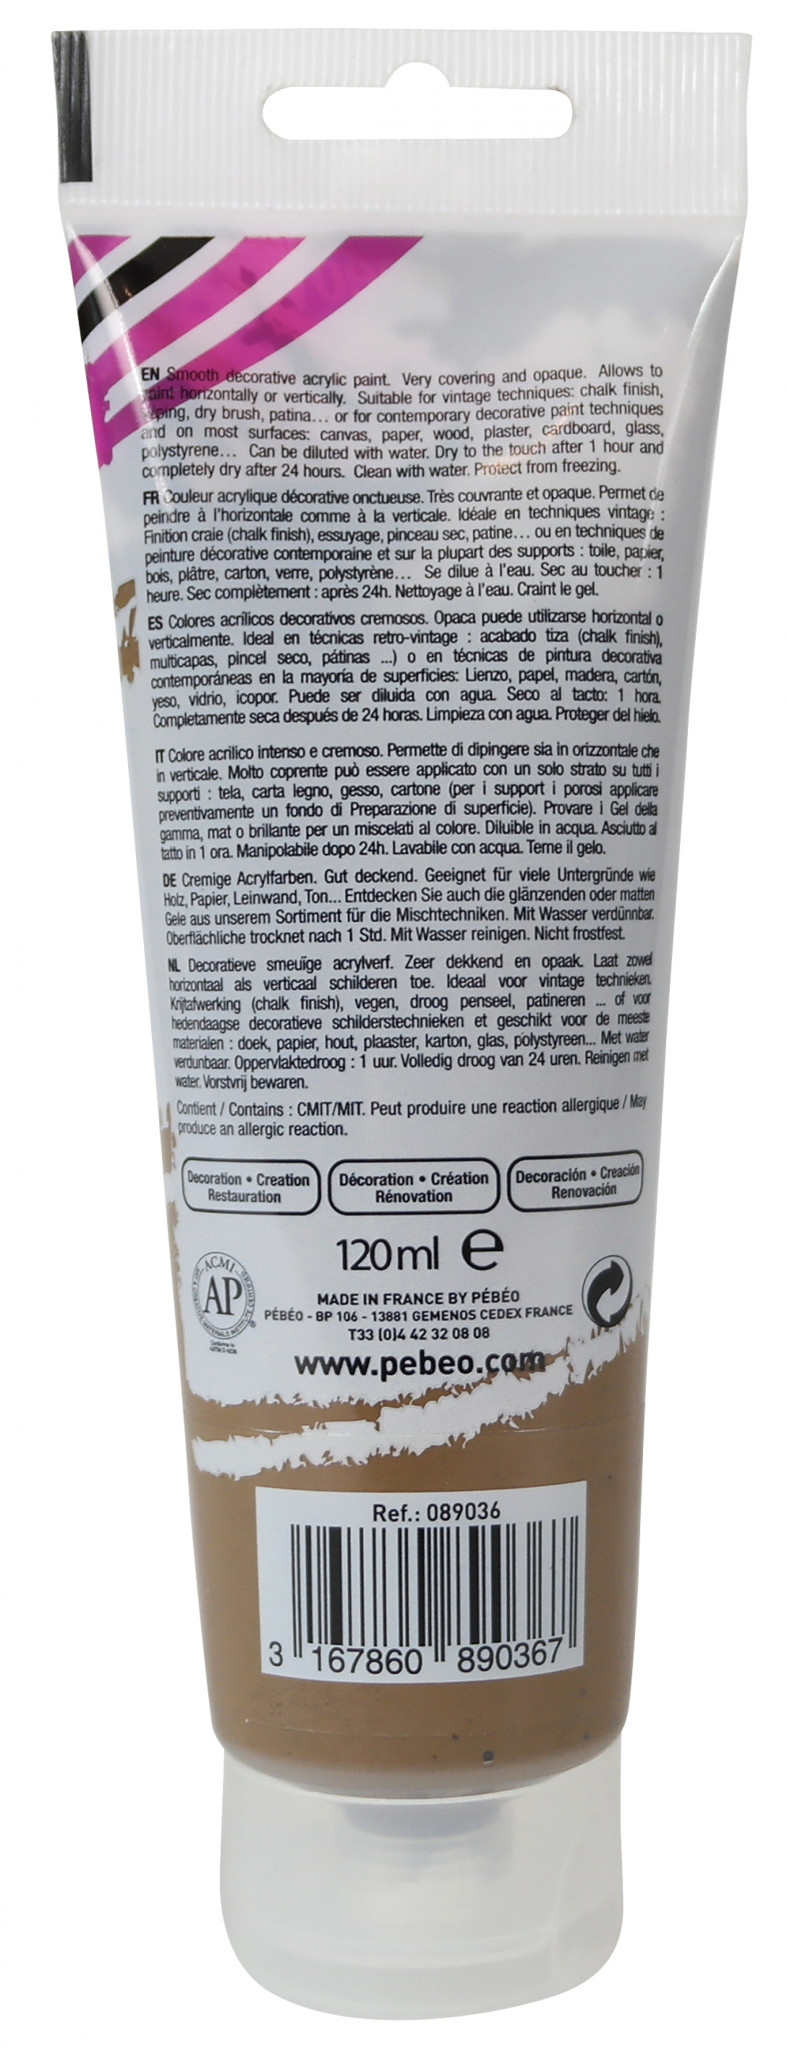 EN Smooth decorative acrylic paint. Very covering and opaque. Allows to
paint horizontally or vertically. Suitable for vintage techniques: chalk finish,
dry brush, patina... or for contemporary decorative paint techniques
and on most surfaces: canvas, paper, wood, plaster, cardboard, glass,
polystyrene... Can be diluted with water. Dry to the touch after 1 hour and
completely dry after 24 hours. Clean with water. Protect from freezing.
FR Couleur acrylique décorative onctueuse. Très couvrante et opaque. Permet de
peindre à l'horizontale comme à la verticale. Idéale en techniques vintage :
Finition craie (chalk finish), essuyage, pinceau sec, patine... ou en techniques de
peinture décorative contemporaine et sur la plupart des supports : toile, papier,
bois, plâtre, carton, verre, polystyrène... Se dilue à l'eau. Sec au toucher : 1
heure. Sec complètement : après 24h. Nettoyage à l'eau. Craint le gel.
ES Colores acrílicos decorativos cremosos. Opaca puede utilizarse horizontal o
verticalmente. Ideal en técnicas retro-vintage : acabado tiza (chalk finish),
multicapas, pincel seco, pátinas ...) o en técnicas de pintura decorativa
contemporáneas en la mayoría de superficies: Lienzo, papel, madera, cartón,
yeso, vidrio, icopor. Puede ser diluida con agua. Seco al tacto: 1 hora.
Completamente seca después de 24 horas. Limpieza con agua. Proteger del hielo.
IT Colore acrilico intenso e cremoso. Permette di dipingere sia in orizzontale che
in verticale. Molto coprente può essere applicato con un solo strato su tutti i
supporti : tela, carta legno, gesso, cartone (per i support i porosi applicare
preventivamente un fondo di Preparazione di superficie). Provare i Gel della
gamma, mat o brillante per un miscelati al colore. Diluible in acqua. Asciutto al
tatto in 1 ora. Manipolabile dopo 24h. Lavabile con acqua. Teme il gelo.
DE Cremige Acrylfarben. Gut deckend. Geeignet für viele Untergründe wie
Holz, Papier, Leinwand, Ton... Entdecken Sie auch die glänzenden oder matten
Gele aus unserem Sortiment für die Mischtechniken. Mit Wasser verdünnbar.
Oberflächliche trocknet nach 1 Std. Mit Wasser reinigen. Nicht frostfest.
NL Decoratieve smeuïge acrylverf. Zeer dekkend en opaak. Laat zowel
horizontaal als verticaal schilderen toe. Ideaal voor vintage technieken.
Krijtafwerking (chalk finish), vegen, droog penseel, patineren ... of voor
hedendaagse decoratieve schilderstechnieken et geschikt voor de meeste
materialen : doek, papier, hout, plaaster, karton, glas, polystyreen... Met water
verdunbaar. Oppervlaktedroog : 1 uur. Volledig droog van 24 uren. Reinigen met
water. Vorstvrij bewaren.
Contient / Contains : CMIT/MIT. Peut produire une reaction allergique / May
produce an allergic reaction.
Decoration • Creation
Restauration
Décoration • Création
Rénovation
Decoración • Creación
Renovación
120ml e
ACMI
AP
MADE IN FRANCE BY PÉBÉO
PÉBÉO - BP 106 - 13881 GEMENOS CEDEX FRANCE
T33 (0)4 42 32 08 08
www.pebeo.com
Ref.: 089036
3 167860 890367